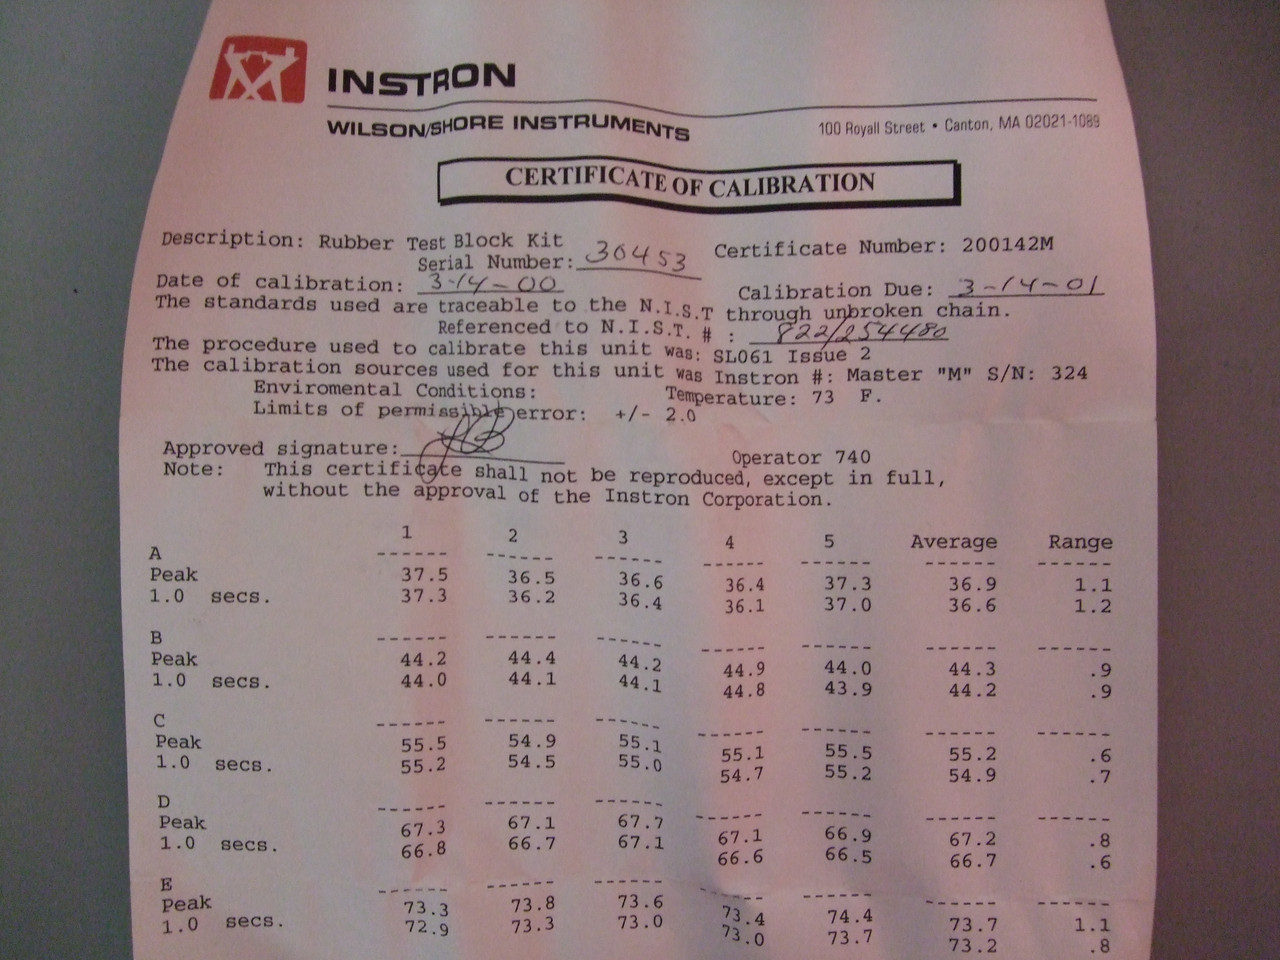 INSTRON
WILSON/SHORE INSTRUMENTS
100 Royall Street • Canton, MA 02021-1089
CERTIFICATE OF CALIBRATION
Description: Rubber Test Block Kit
Serial Number: 30453
Certificate Number: 200142M
Date of calibration: 3-14-00
Calibration Due: 3-14-01
The standards used are traceable to the N.I.S.T through unbroken chain.
Referenced to N.I.S.T. # : 822/254480
The procedure used to calibrate this unit was: SL061 Issue 2
The calibration sources used for this unit was Instron #: Master "M" S/N: 324
Enviromental Conditions: Temperature: 73 F.
Limits of permissible error: +/- 2.0
Approved signature:
Operator 740
Note: This certificate shall not be reproduced, except in full,
without the approval of the Instron Corporation.
1 2 3 4 5 Average Range
A ------ ------ ------ ------ ------ ------ ------
Peak 37.5 36.5 36.6 36.4 37.3 36.9 1.1
1.0 secs. 37.3 36.2 36.4 36.1 37.0 36.6 1.2
B ------ ------ ------ ------ ------ ------ ------
Peak 44.2 44.4 44.2 44.9 44.0 44.3 .9
1.0 secs. 44.0 44.1 44.1 44.8 43.9 44.2 .9
C ------ ------ ------ ------ ------ ------ ------
Peak 55.5 54.9 55.1 55.1 55.5 55.2 .6
1.0 secs. 55.2 54.5 55.0 54.7 55.2 54.9 .7
D ------ ------ ------ ------ ------ ------ ------
Peak 67.3 67.1 67.7 67.1 66.9 67.2 .8
1.0 secs. 66.8 66.7 67.1 66.6 66.5 66.7 .6
E ------ ------ ------ ------ ------ ------ ------
Peak 73.3 73.8 73.6 73.4 74.4 73.7 1.1
1.0 secs. 72.9 73.3 73.0 73.0 73.7 73.2 .8